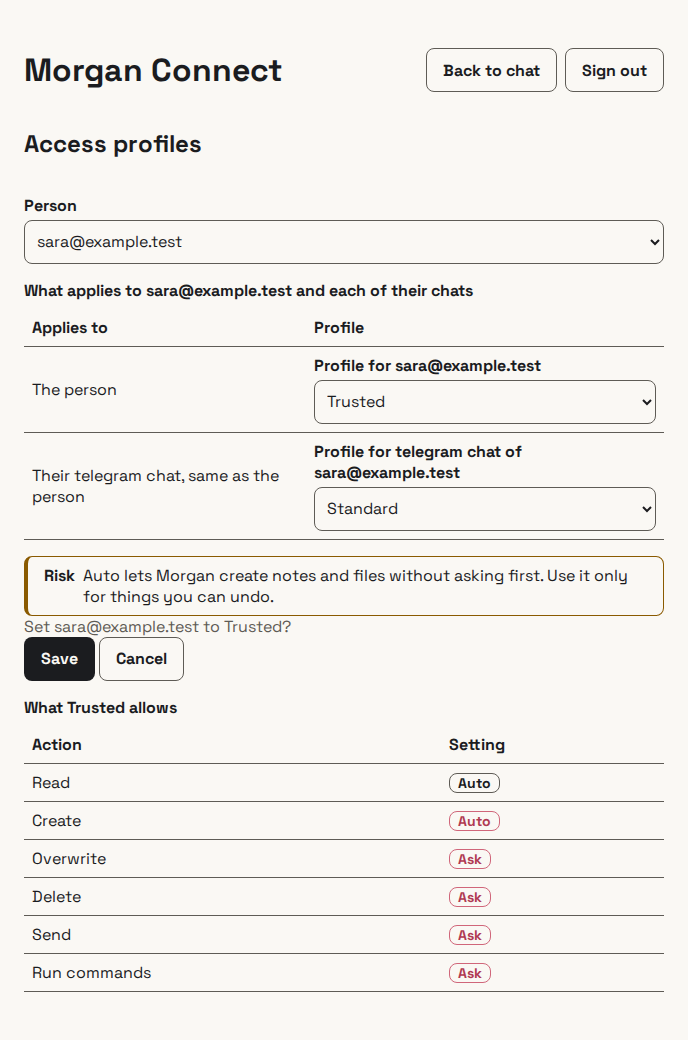 Morgan Connect
Back to chat
Sign out
Access profiles
Person
sara@example.test
What applies to sara@example.test and each of their chats
Applies to Profile
The person
Profile for sara@example.test
Trusted
Their telegram chat, same as the
person
Profile for telegram chat of
sara@example.test
Standard
Risk Auto lets Morgan create notes and files without asking first. Use it only
for things you can undo.
Set sara@example.test to Trusted?
Save Cancel
What Trusted allows
Action Setting
Read Auto
Create Auto
Overwrite Ask
Delete Ask
Send Ask
Run commands Ask